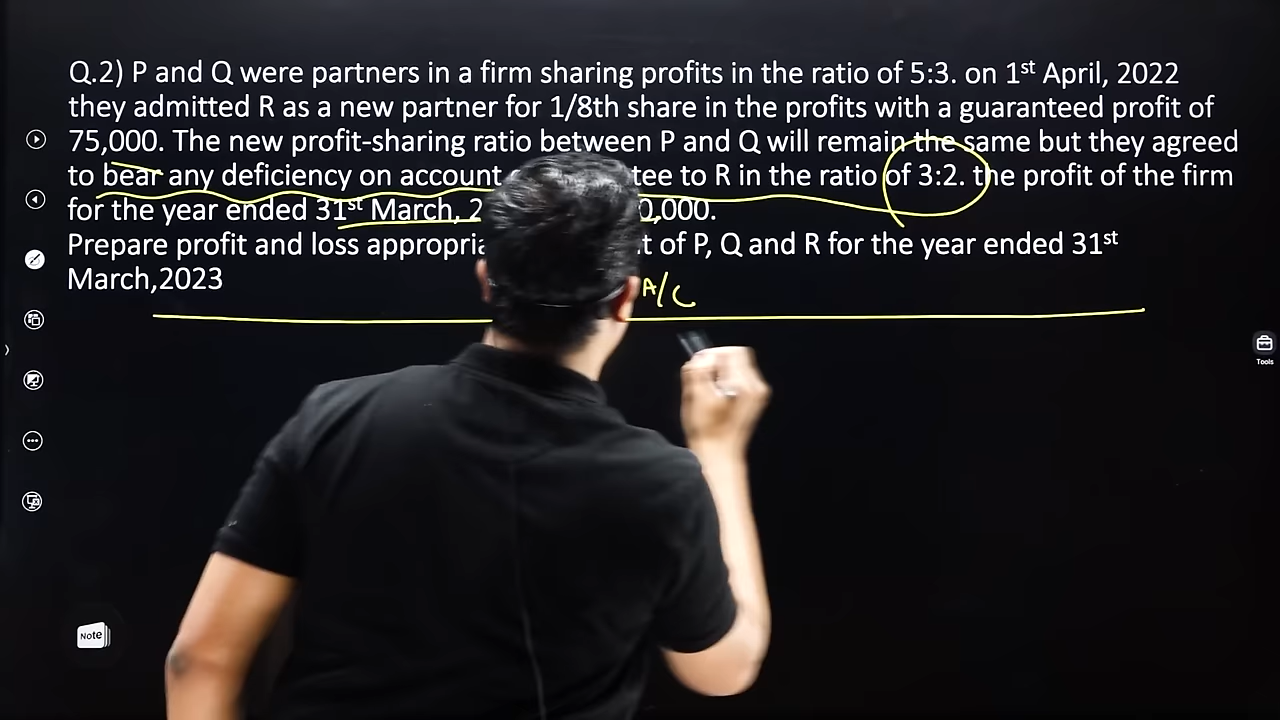 Q.2) P and Q were partners in a firm sharing profits in the ratio of 5:3. on 1st April, 2022
they admitted R as a new partner for 1/8th share in the profits with a guaranteed profit of
75,000. The new profit-sharing ratio between P and Q will remain the same but they agreed
to bear any deficiency on account tee to R in the ratio of 3:2. the profit of the firm
for the year ended 31st March, 2 0,000.
Prepare profit and loss appropria t of P, Q and R for the year ended 31st
March,2023
A/C
Tools
Note